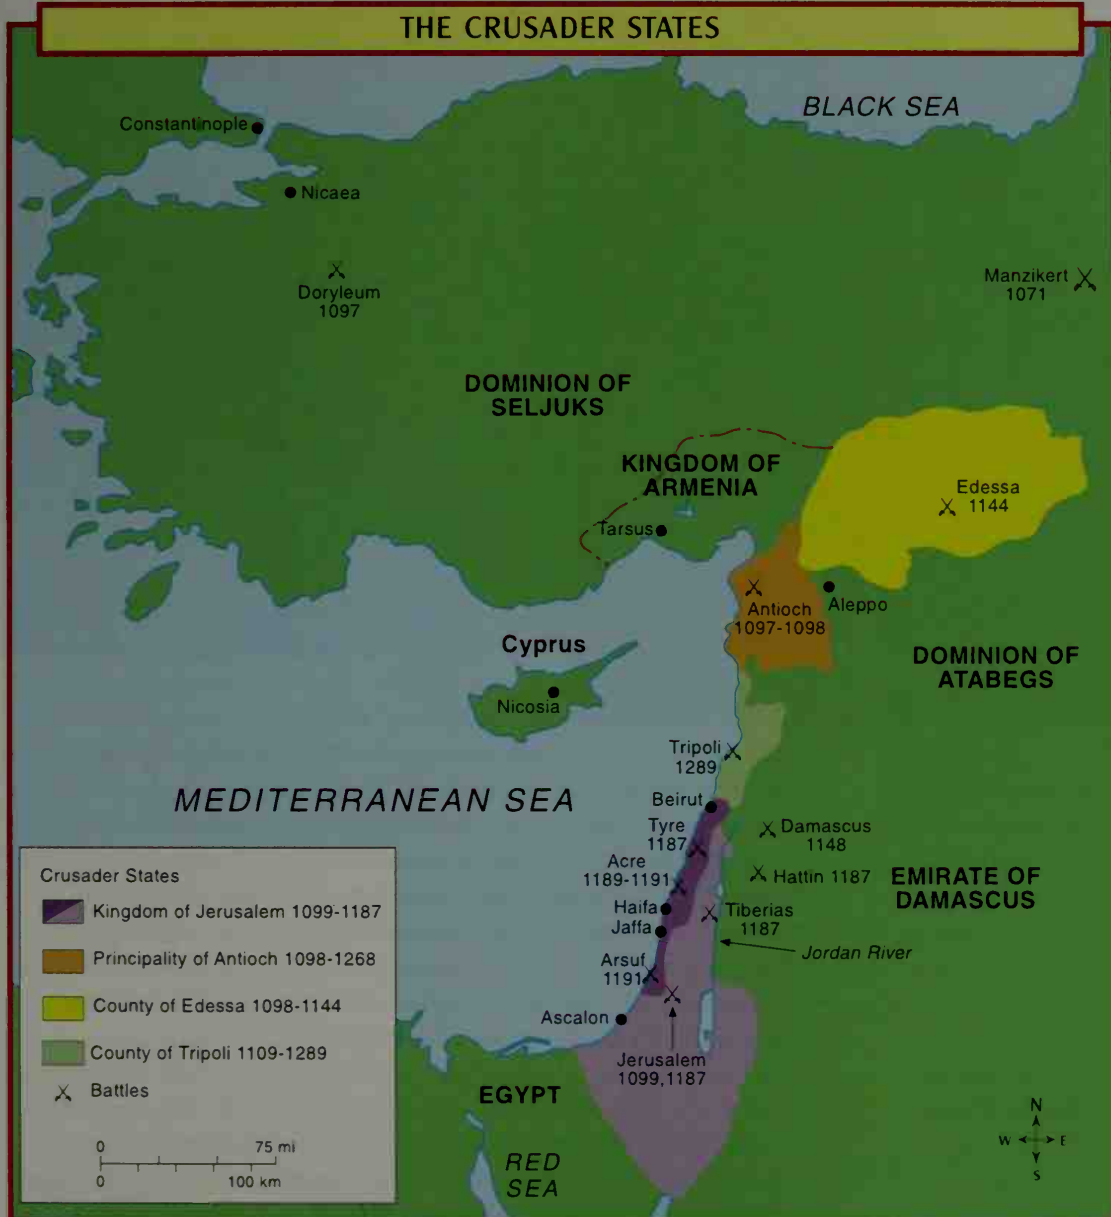 THE CRUSADER STATES
BLACK SEA
Constantinople
Nicaea
Doryleum
1097
Manzikert
1071
DOMINION OF
SELJUKS
KINGDOM OF
ARMENIA
Edessa
1144
Tarsus
Antioch
1097-1098
Aleppo
Cyprus
Nicosia
DOMINION OF
ATABEGS
Tripoli
1289
MEDITERRANEAN SEA
Beirut
Tyre
1187
Damascus
1148
Acre
1189-1191
Hattin 1187
EMIRATE OF
DAMASCUS
Haifa
Jaffa
Tiberias
1187
Jordan River
Arsuf
1191
Ascalon
Jerusalem
1099,1187
EGYPT
RED
SEA
Crusader States
Kingdom of Jerusalem 1099-1187
Principality of Antioch 1098-1268
County of Edessa 1098-1144
County of Tripoli 1109-1289
Battles
0 75 mi
0 100 km
N
W E
S